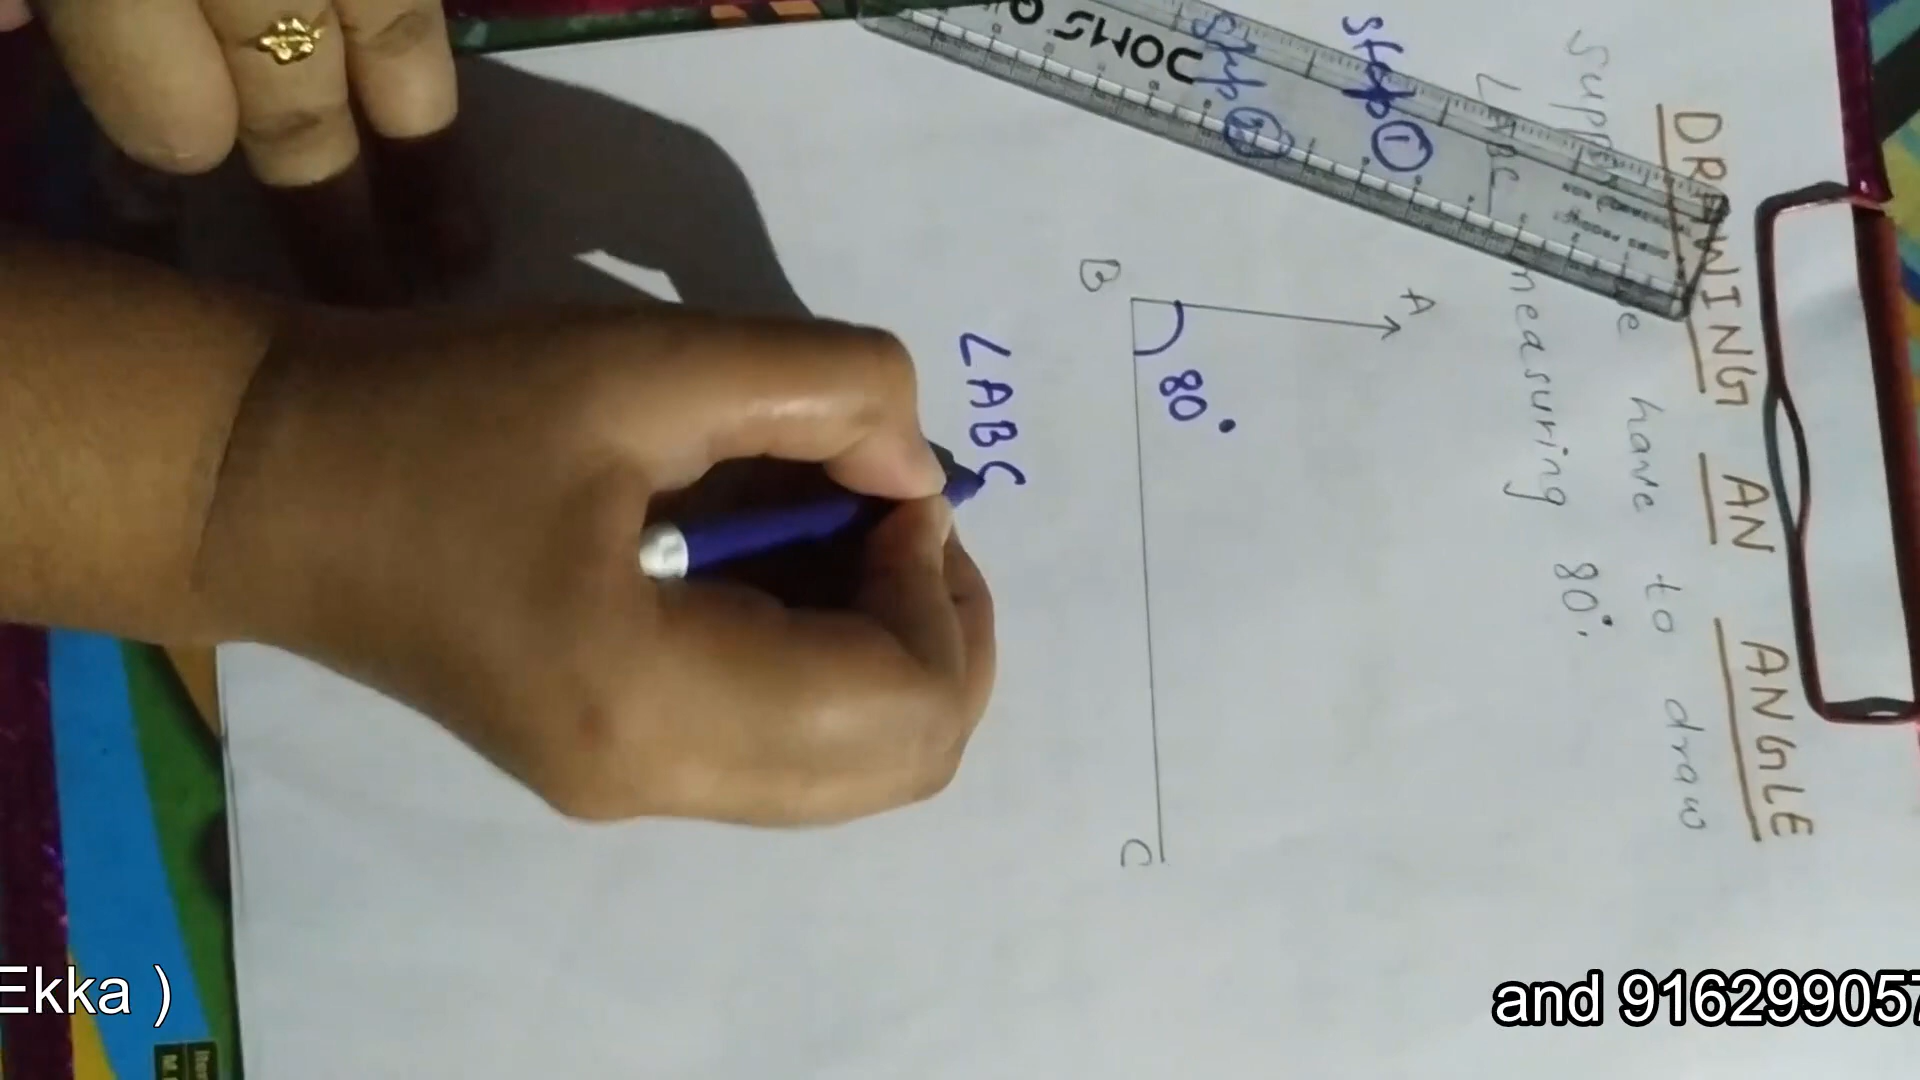 DRAWING AN ANGLE
Suppose we have to draw
∠ABC measuring 80°.
Step ①
Step ②
DOMS
A
B
80°
C
∠ABC
Ekka )
and 916299057